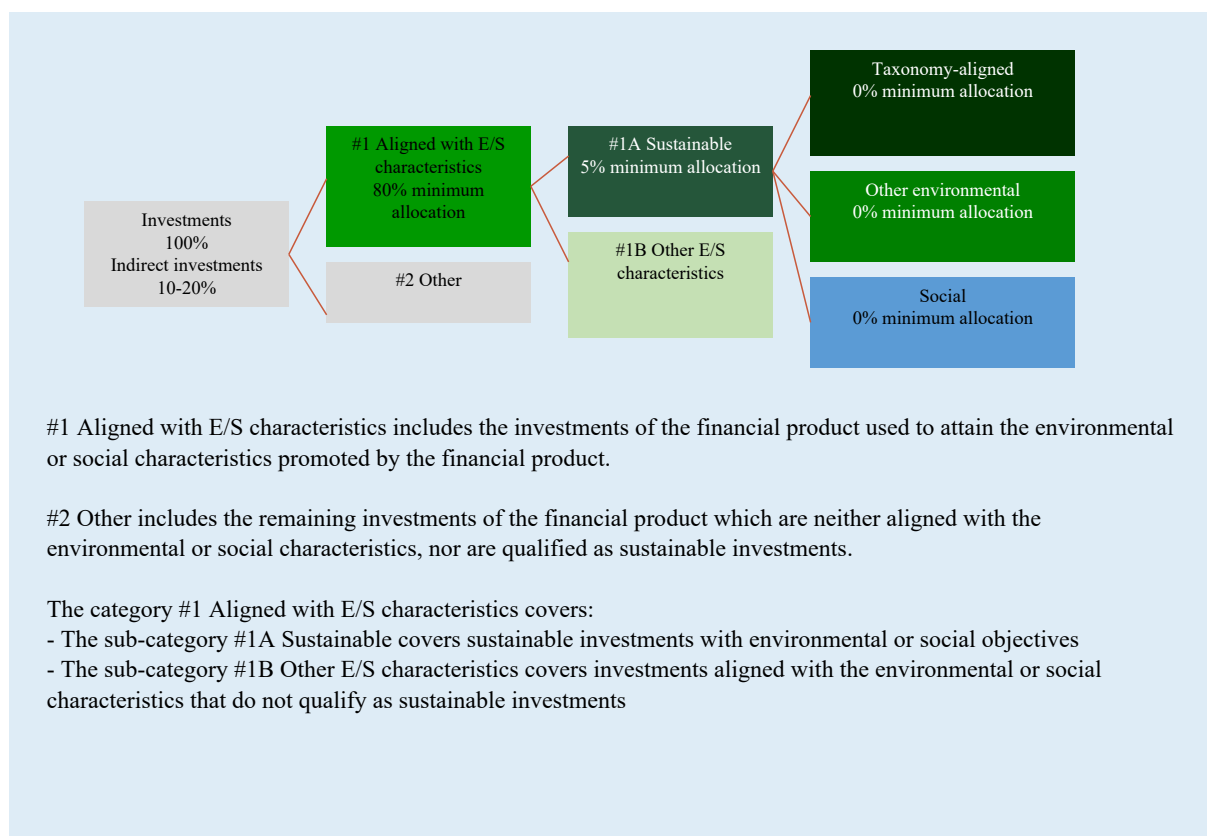 Investments
100%
Indirect investments
10-20%
#1 Aligned with E/S
characteristics
80% minimum
allocation
#2 Other
#1A Sustainable
5% minimum allocation
#1B Other E/S
characteristics
Taxonomy-aligned
0% minimum allocation
Other environmental
0% minimum allocation
Social
0% minimum allocation
#1 Aligned with E/S characteristics includes the investments of the financial product used to attain the environmental
or social characteristics promoted by the financial product.
#2 Other includes the remaining investments of the financial product which are neither aligned with the
environmental or social characteristics, nor are qualified as sustainable investments.
The category #1 Aligned with E/S characteristics covers:
- The sub-category #1A Sustainable covers sustainable investments with environmental or social objectives
- The sub-category #1B Other E/S characteristics covers investments aligned with the environmental or social
characteristics that do not qualify as sustainable investments